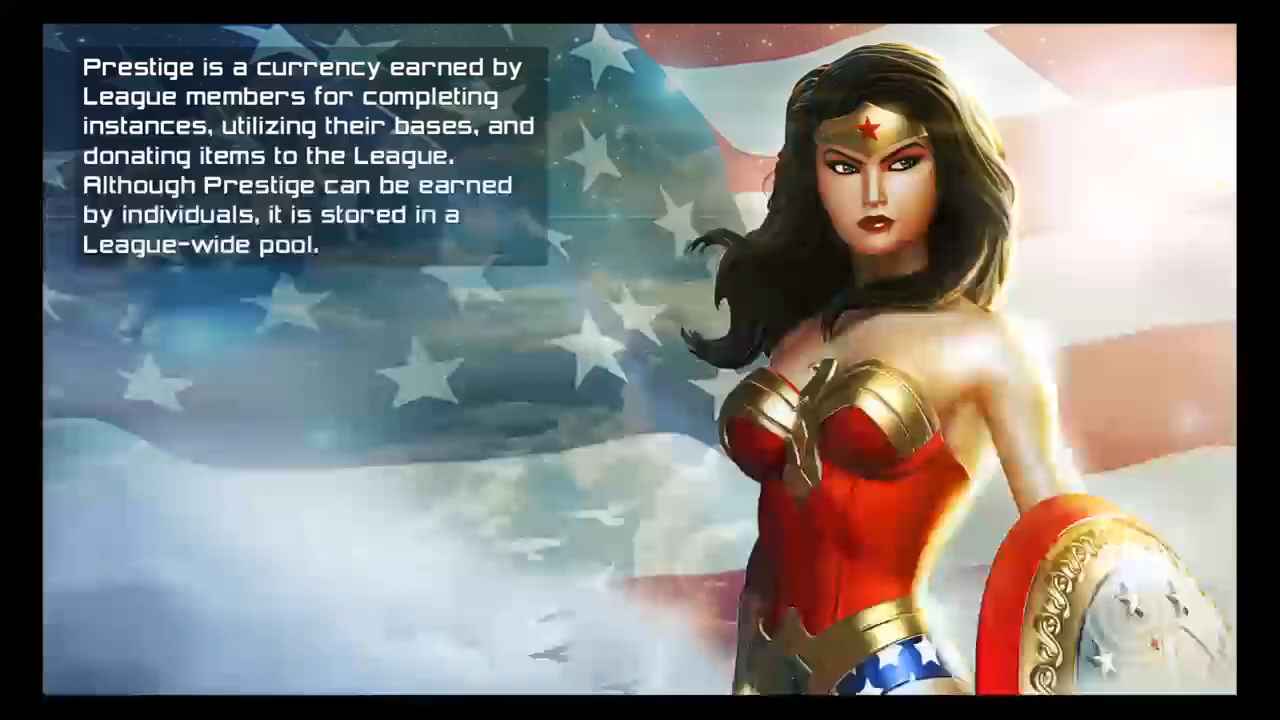 Prestige is a currency earned by
League members for completing
instances, utilizing their bases, and
donating items to the League.
Although Prestige can be earned
by individuals, it is stored in a
League-wide pool.